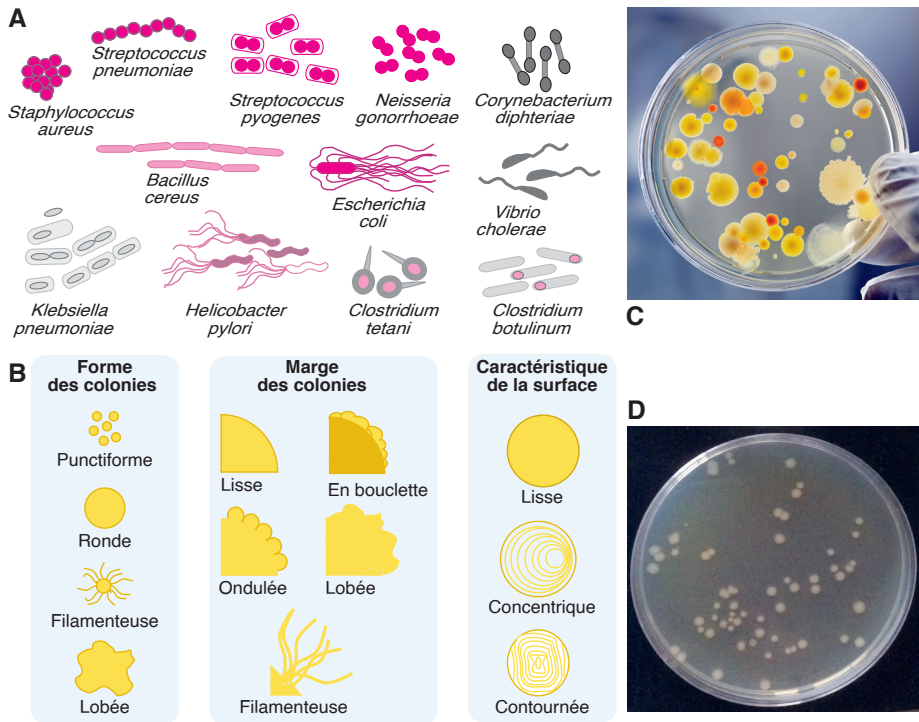 A
Streptococcus
pneumoniae
Staphylococcus
aureus
Streptococcus
pyogenes
Neisseria
gonorrhoeae
Corynebacterium
diphteriae
Bacillus
cereus
Escherichia
coli
Vibrio
cholerae
Klebsiella
pneumoniae
Helicobacter
pylori
Clostridium
tetani
Clostridium
botulinum
C
B
Forme
des colonies
Punctiforme
Ronde
Filamenteuse
Lobée
Marge
des colonies
Lisse
En bouclette
Ondulée
Lobée
Filamenteuse
Caractéristique
de la surface
Lisse
Concentrique
Contournée
D